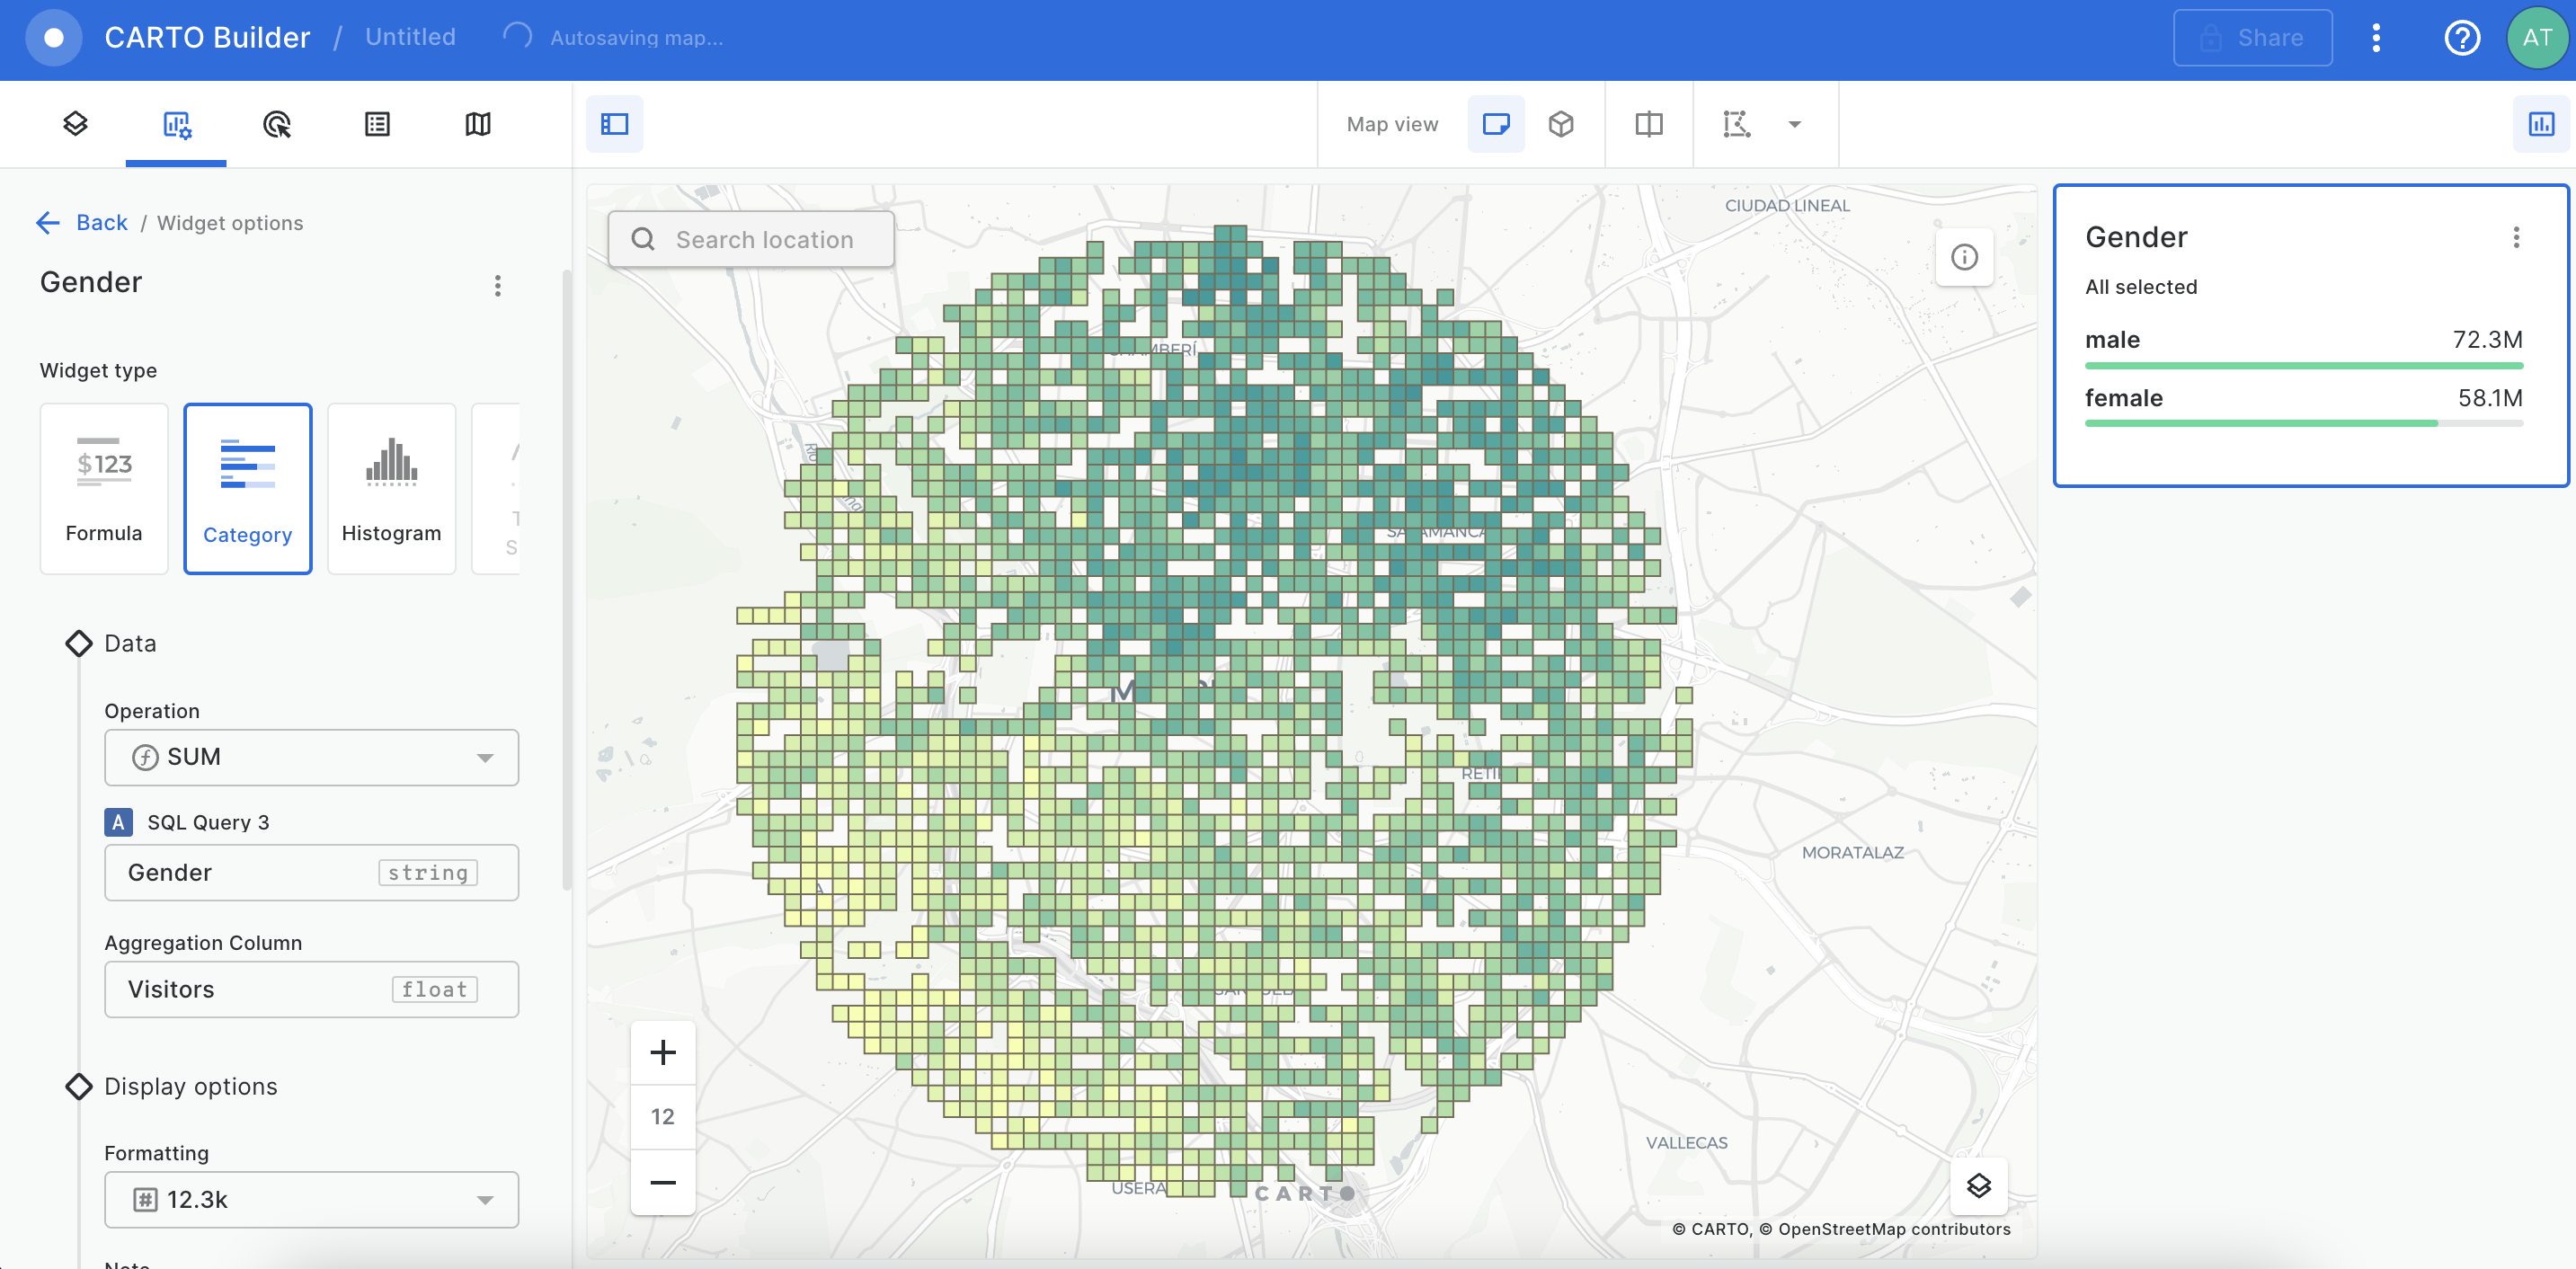 CARTO Builder / Untitled Autosaving map... Share AT
Map view
Back / Widget options
Gender
Widget type
$123
Formula
Category
Histogram
T
S
Data
Operation
SUM
A SQL Query 3
Gender string
Aggregation Column
Visitors float
Display options
Formatting
12.3k
Note
Search location
CIUDAD LINEAL
SALAMANCA
MORATALAZ
VALLECAS
USERA
12
CARTO
© CARTO, © OpenStreetMap contributors
Gender
All selected
male 72.3M
female 58.1M